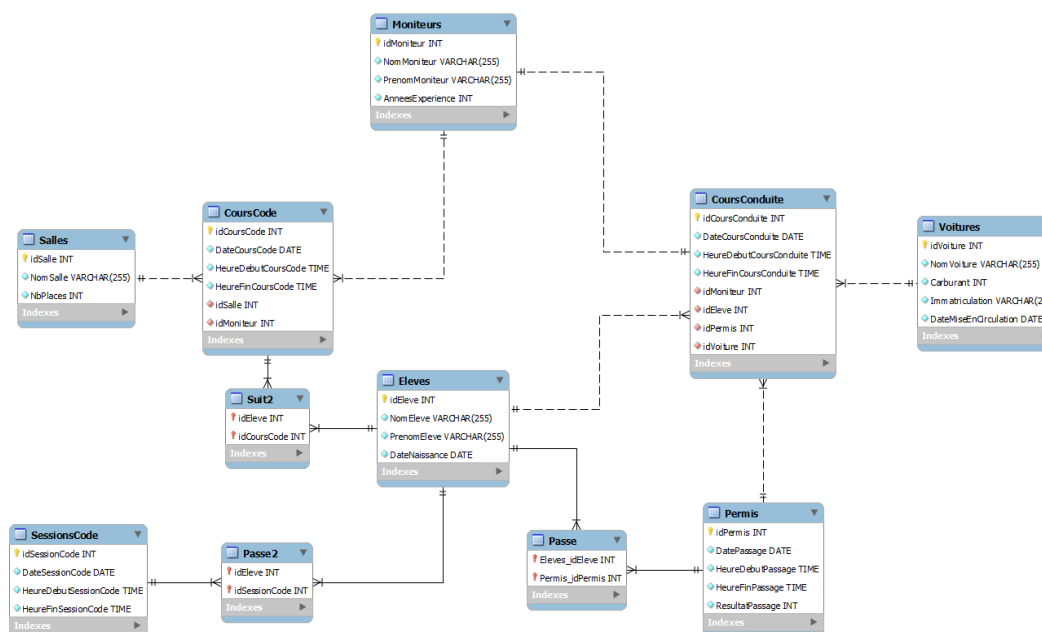 Moniteurs
idMoniteur INT
NomMoniteur VARCHAR(255)
PrenomMoniteur VARCHAR(255)
AnneesExperience INT
Indexes
CoursCode
idCoursCode INT
DateCoursCode DATE
HeureDebutCoursCode TIME
HeureFinCoursCode TIME
idSalle INT
idMoniteur INT
Indexes
CoursConduite
idCoursConduite INT
DateCoursConduite DATE
HeureDebutCoursConduite TIME
HeureFinCoursConduite TIME
idMoniteur INT
idEleve INT
idPermis INT
idVoiture INT
Indexes
Salles
idSalle INT
NomSalle VARCHAR(255)
NbPlaces INT
Indexes
Voitures
idVoiture INT
NomVoiture VARCHAR(255)
Carburant INT
Immatriculation VARCHAR(2
DateMiseEnCirculation DATE
Indexes
Suit2
idEleve INT
idCoursCode INT
Indexes
Eleves
idEleve INT
NomEleve VARCHAR(255)
PrenomEleve VARCHAR(255)
DateNaissance DATE
Indexes
SessionsCode
idSessionCode INT
DateSessionCode DATE
HeureDebutSessionCode TIME
HeureFinSessionCode TIME
Indexes
Passe2
idEleve INT
idSessionCode INT
Indexes
Passe
Eleves_idEleve INT
Permis_idPermis INT
Indexes
Permis
idPermis INT
DatePassage DATE
HeureDebutPassage TIME
HeureFinPassage TIME
ResultatPassage INT
Indexes